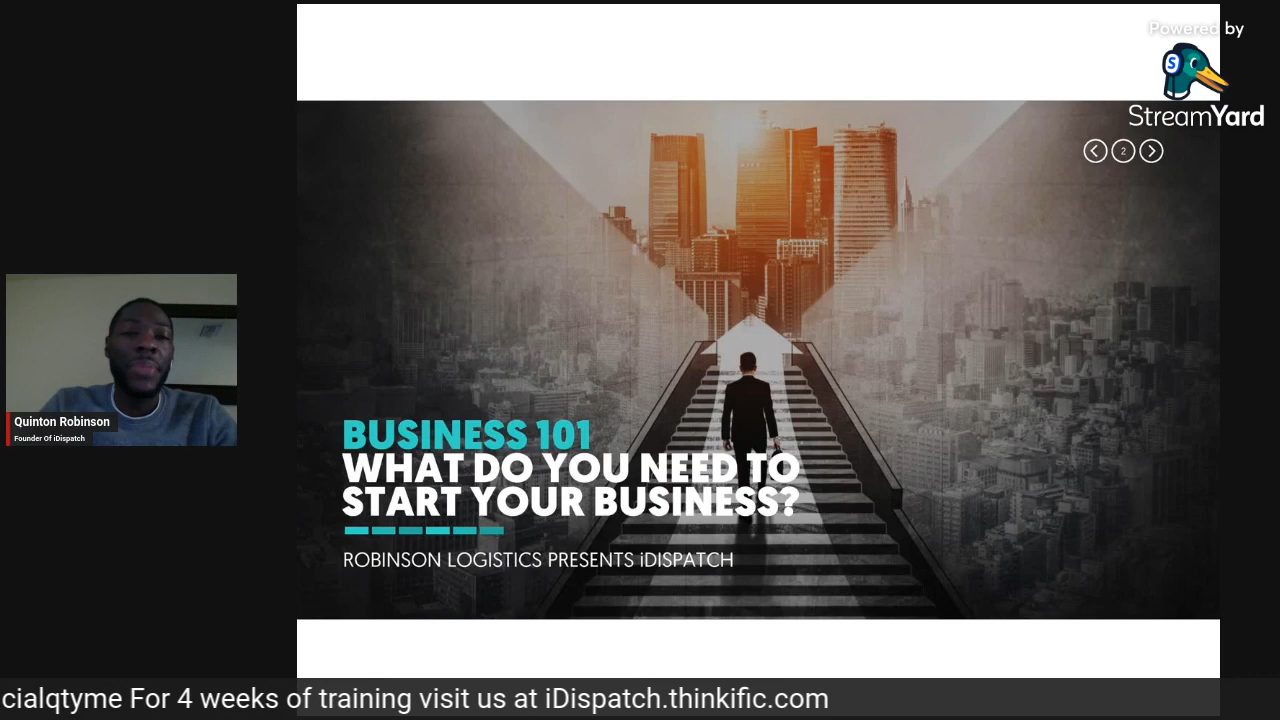 Powered by
S
StreamYard
2
BUSINESS 101
WHAT DO YOU NEED TO
START YOUR BUSINESS?
ROBINSON LOGISTICS PRESENTS iDISPATCH
Quinton Robinson
Founder Of iDispatch
cialqtyme For 4 weeks of training visit us at iDispatch.thinkific.com